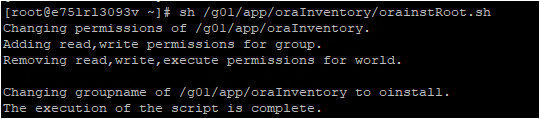 [root@e75lrl3093v ~]# sh /g01/app/oraInventory/orainstRoot.sh
Changing permissions of /g01/app/oraInventory.
Adding read,write permissions for group.
Removing read,write,execute permissions for world.

Changing groupname of /g01/app/oraInventory to oinstall.
The execution of the script is complete.